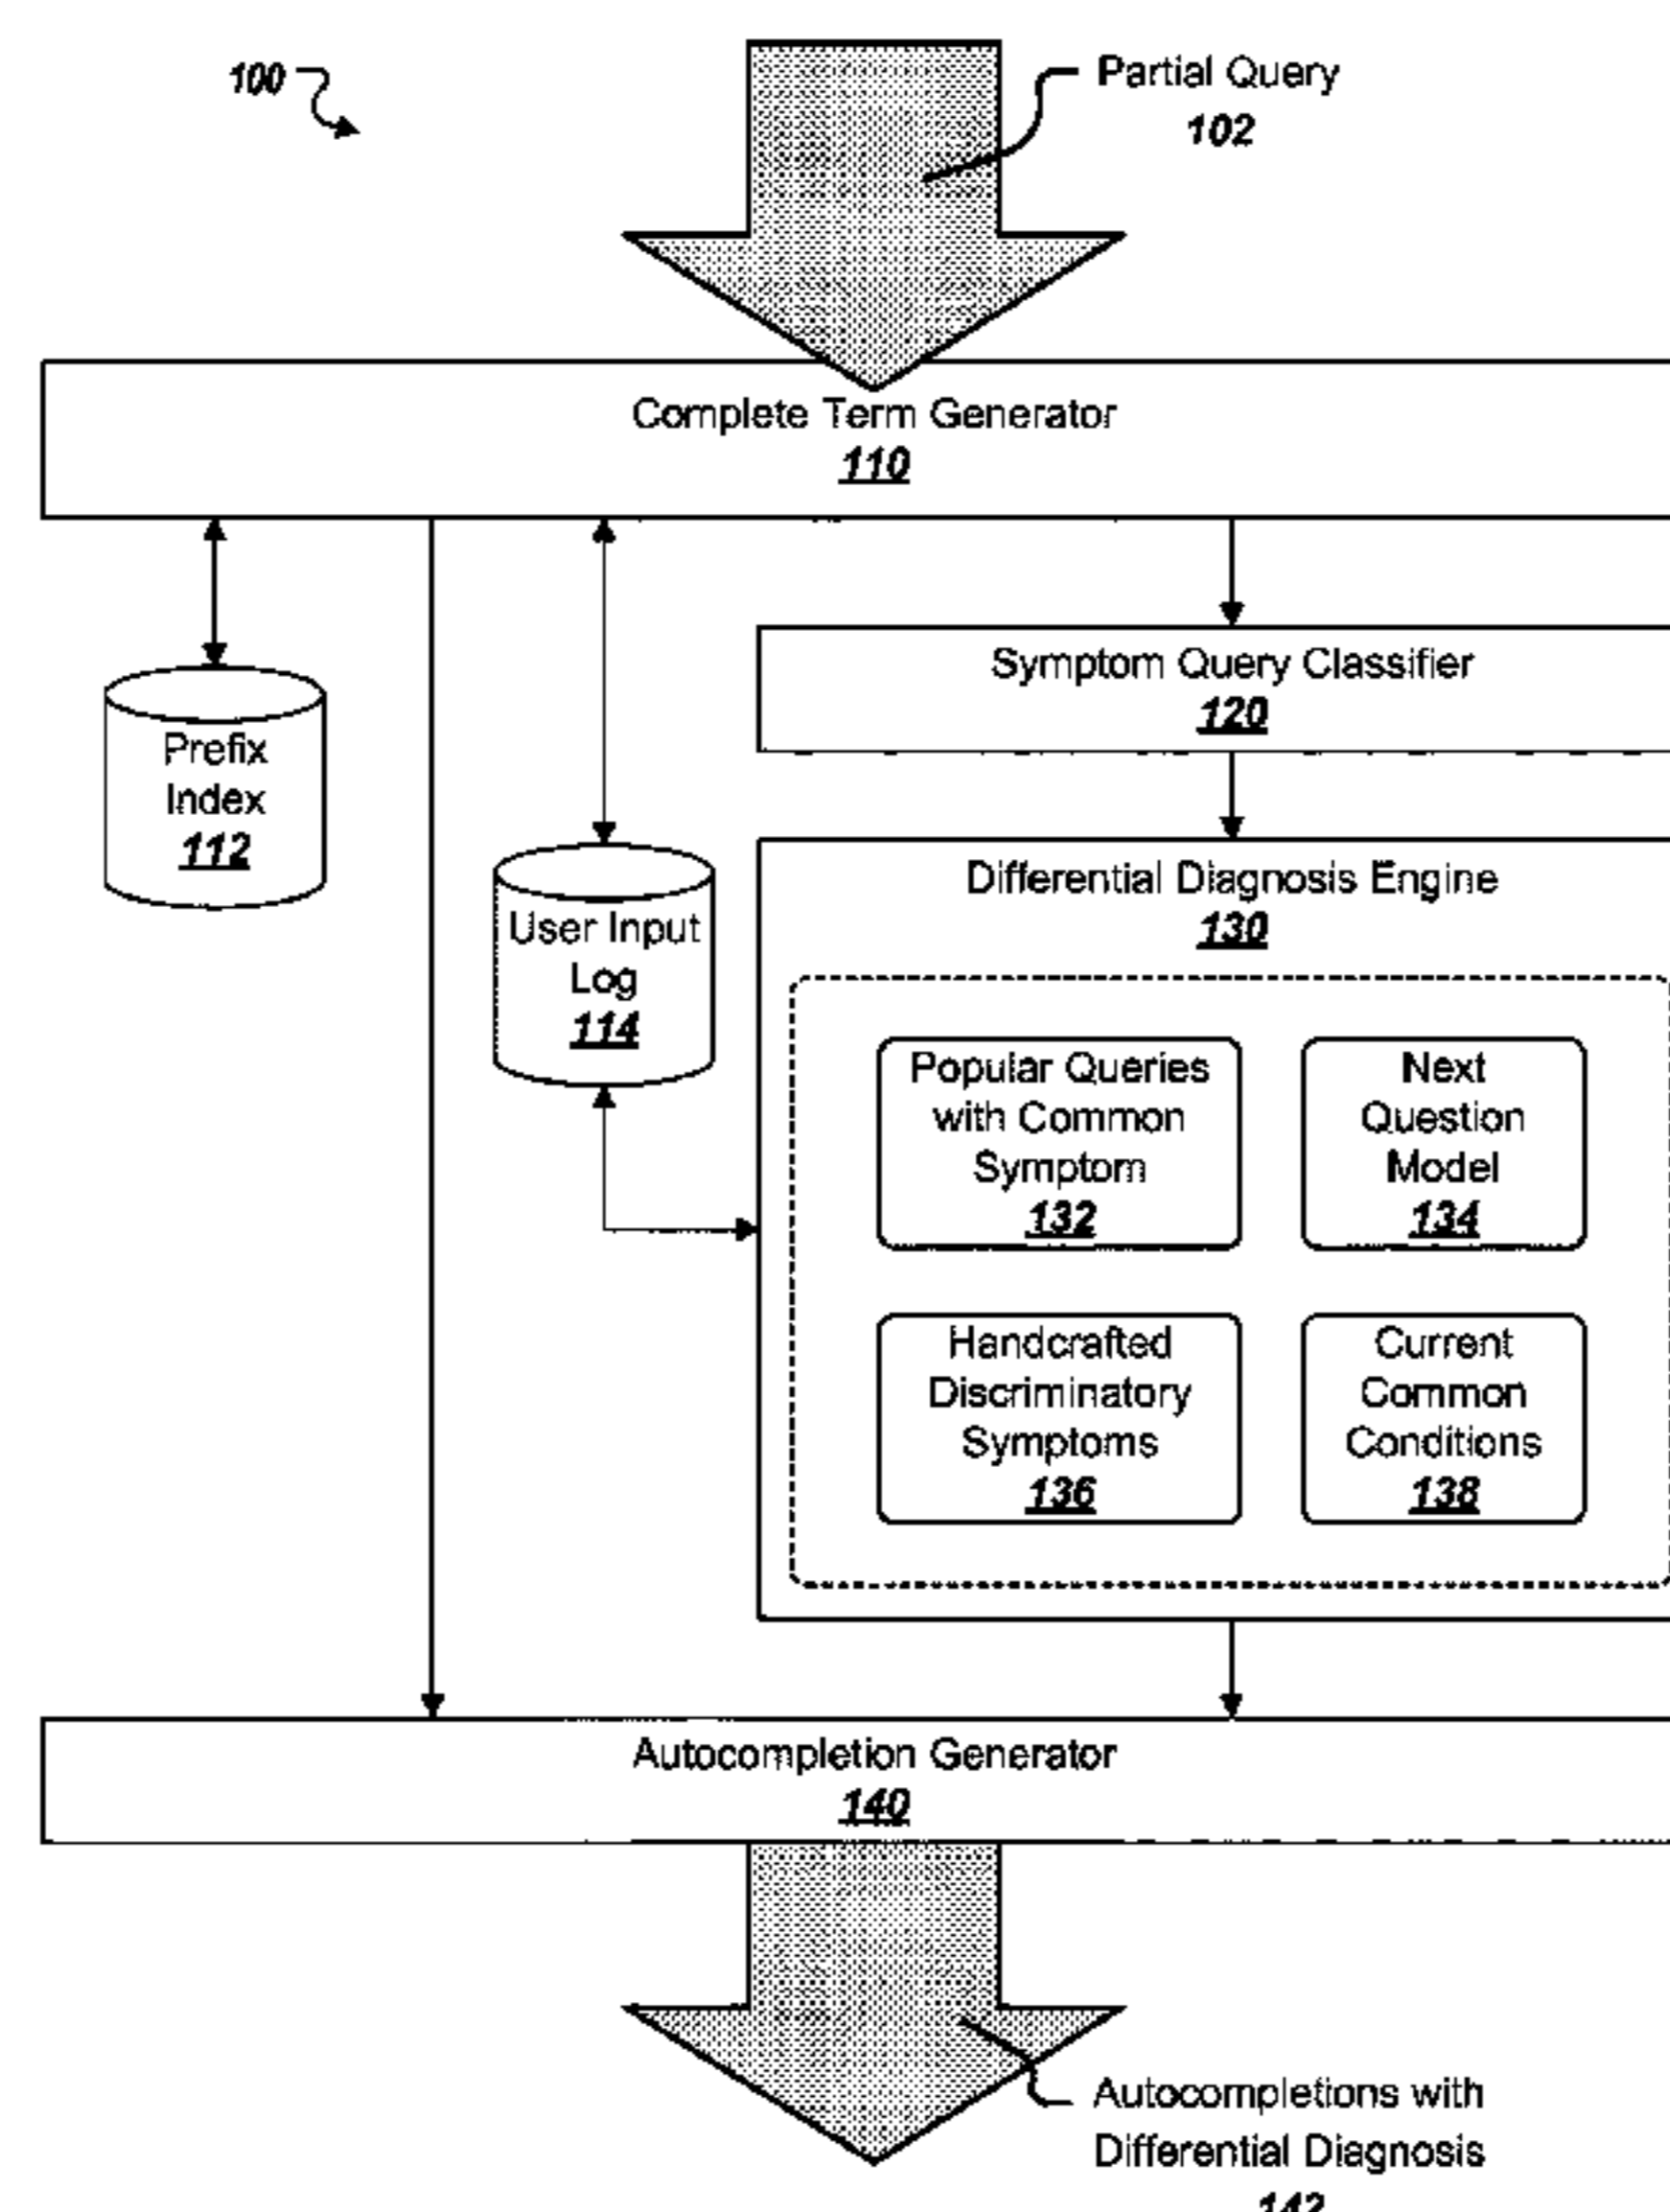 100
Partial Query
102
Complete Term Generator
110
Symptom Query Classifier
120
Prefix
Index
112
Differential Diagnosis Engine
130
User Input
Log
114
Popular Queries
with Common
Symptom
132
Next
Question
Model
134
Handcrafted
Discriminatory
Symptoms
136
Current
Common
Conditions
138
Autocompletion Generator
140
Autocompletions with
Differential Diagnosis
142